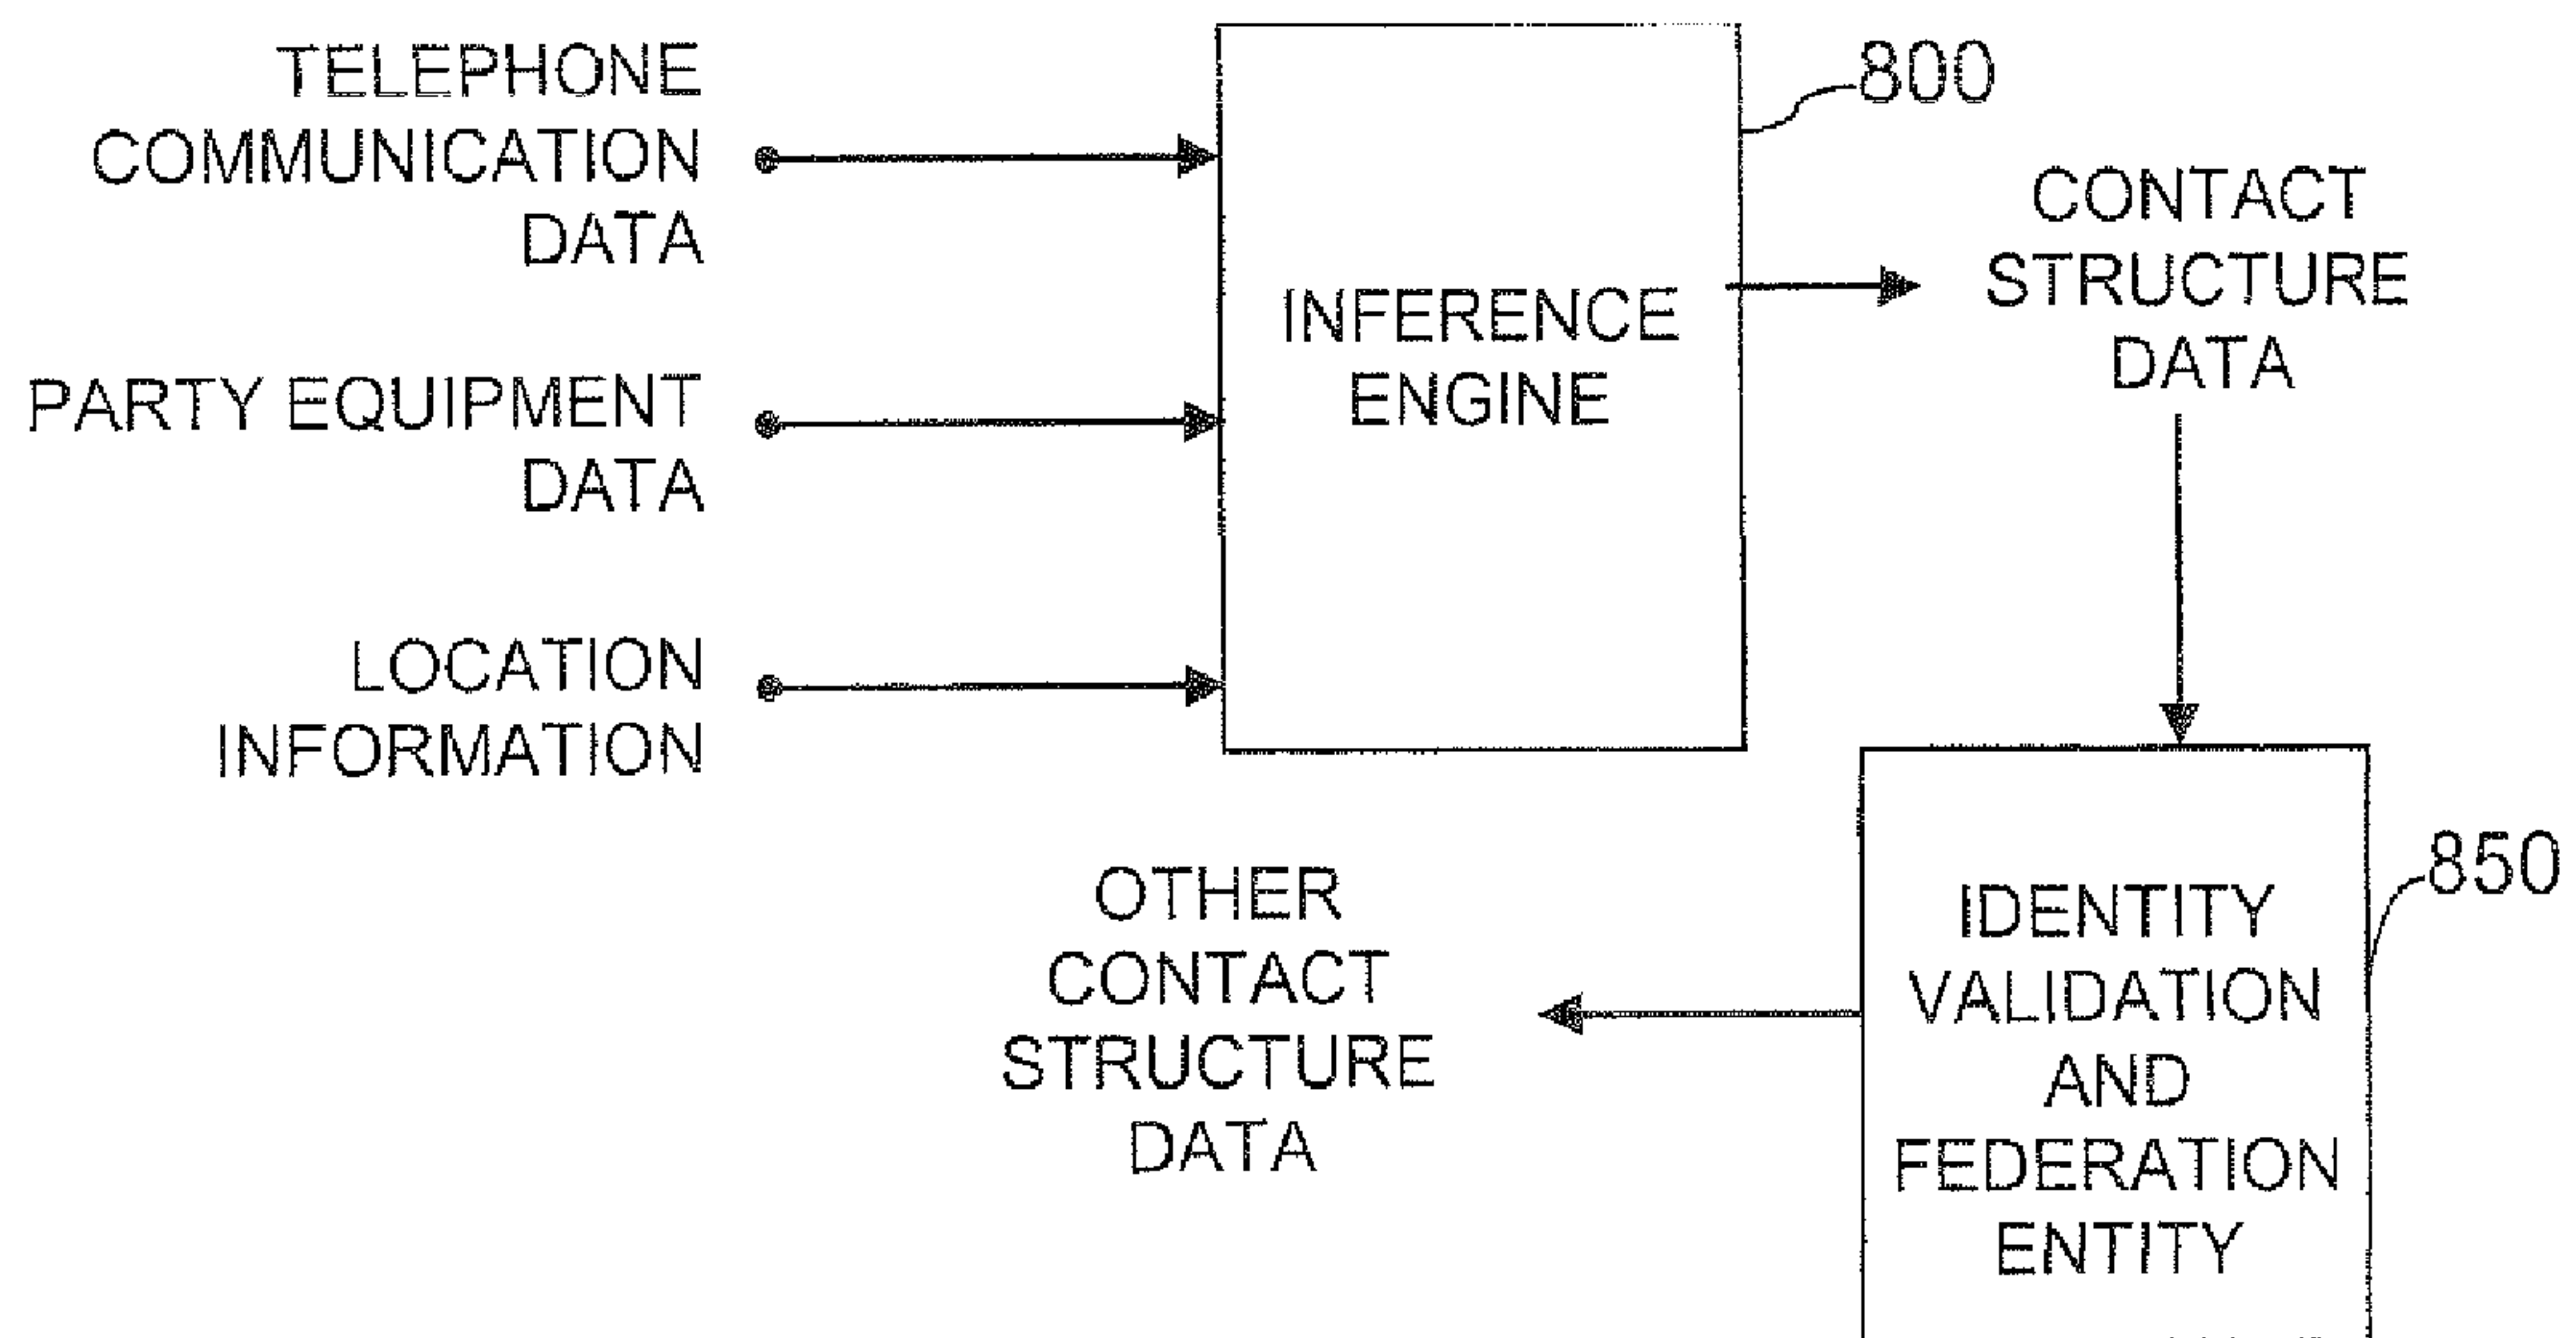 TELEPHONE
COMMUNICATION
DATA
PARTY EQUIPMENT
DATA
LOCATION
INFORMATION
INFERENCE
ENGINE
800
CONTACT
STRUCTURE
DATA
OTHER
CONTACT
STRUCTURE
DATA
IDENTITY
VALIDATION
AND
FEDERATION
ENTITY
850